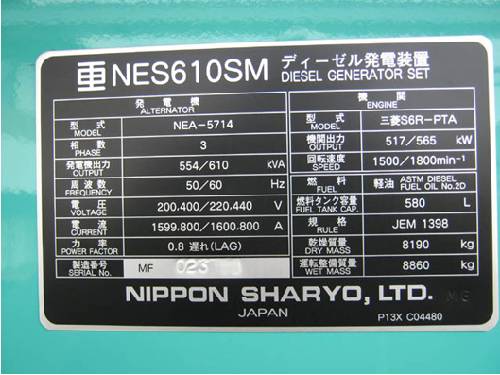 車 NES610SM ディーゼル発電装置
DIESEL GENERATOR SET
発電機
ALTERNATOR
型式 MODEL NEA-5714
相数 PHASE 3
発電機出力 OUTPUT 554/610 kVA
周波数 FREQUENCY 50/60 Hz
電圧 VOLTAGE 200.400/220.440 V
電流 CURRENT 1599.800/1600.800 A
力率 POWER FACTOR 0.8 遅れ(LAG)
製造番号 SERIAL No. MF 023
機関
ENGINE
型式 MODEL 三菱S6R-PTA
機関出力 OUTPUT 517/565 kW
回転速度 SPEED 1500/1800min⁻¹
燃料 FUEL 軽油 ASTM DIESEL FUEL OIL No.2D
燃料タンク容量 FUEL TANK CAP. 580 L
規格 RULE JEM 1398
乾燥質量 DRY MASS 8190 kg
運転整備質量 WET MASS 8860 kg
NIPPON SHARYO, LTD.
JAPAN
P13X C04480